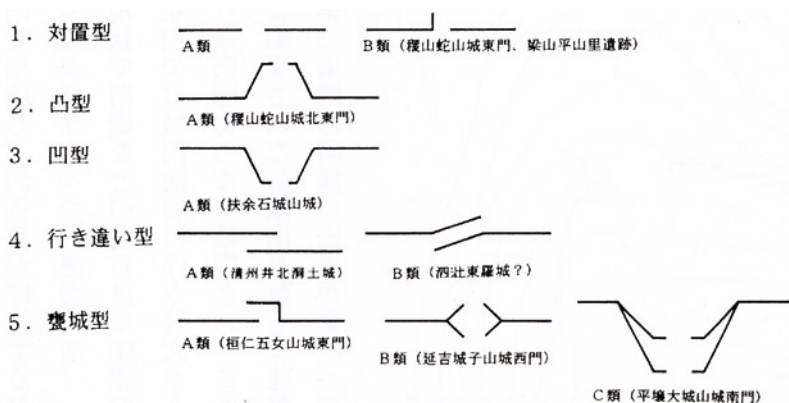 1．対置型
A類
B類（稷山蛇山城東門、梁山平山里遺跡）
2．凸型
A類（稷山蛇山城北東門）
3．凹型
A類（扶余石城山城）
4．行き違い型
A類（清州井北洞土城）
B類（泗沘東羅城？）
5．甕城型
A類（桓仁五女山城東門）
B類（延吉城子山城西門）
C類（平壌大城山城南門）